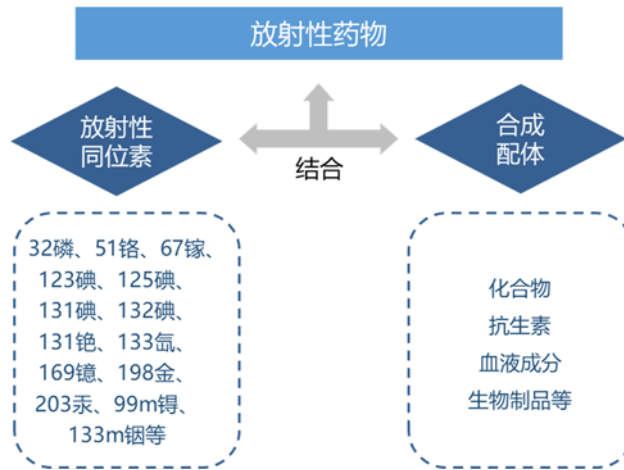 放射性药物
放射性
同位素
结合
合成
配体
32磷、51铬、67镓、
123碘、125碘、
131碘、132碘、
131铯、133氙、
169镱、198金、
203汞、99m锝、
133m铟等
化合物
抗生素
血液成分
生物制品等